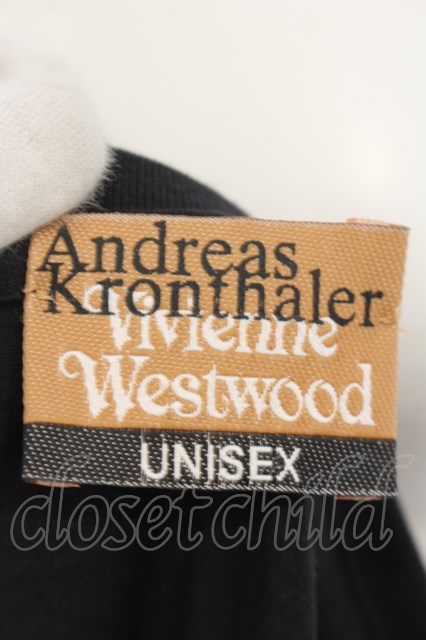 Andreas
Kronthaler
Vivienne
Westwood
UNISEX
closetchild